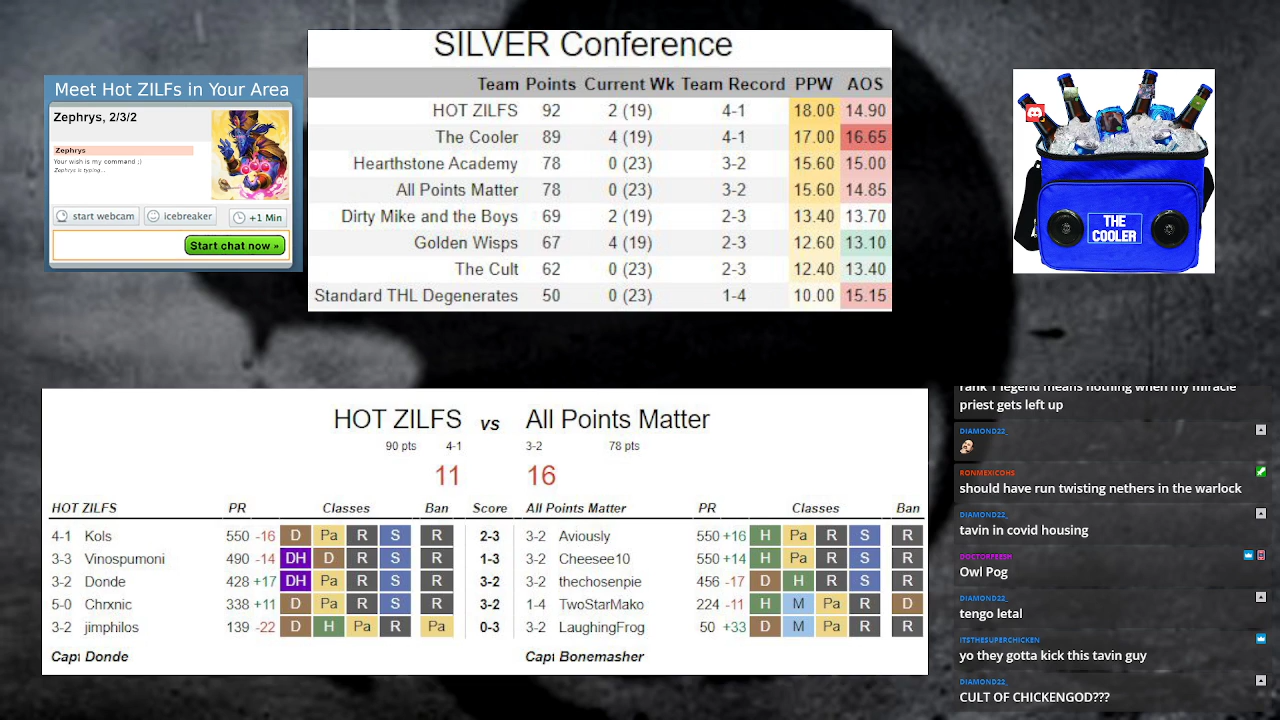 Meet Hot ZILFs in Your Area
Zephrys, 2/3/2
Zephrys
Your wish is my command ;)
Zephrys is typing...
start webcam icebreaker +1 Min
Start chat now »
SILVER Conference
Team Points Current Wk Team Record PPW AOS
HOT ZILFS 92 2 (19) 4-1 18.00 14.90
The Cooler 89 4 (19) 4-1 17.00 16.65
Hearthstone Academy 78 0 (23) 3-2 15.60 15.00
All Points Matter 78 0 (23) 3-2 15.60 14.85
Dirty Mike and the Boys 69 2 (19) 2-3 13.40 13.70
Golden Wisps 67 4 (19) 2-3 12.60 13.10
The Cult 62 0 (23) 2-3 12.40 13.40
Standard THL Degenerates 50 0 (23) 1-4 10.00 15.15
THE
COOLER
HOT ZILFS vs All Points Matter
90 pts 4-1 3-2 78 pts
11 16
HOT ZILFS PR Classes Ban Score All Points Matter PR Classes Ban
4-1 Kols 550 -16 D Pa R S R 2-3 3-2 Aviously 550 +16 H Pa R S R
3-3 Vinospumoni 490 -14 DH D R S R 1-3 3-2 Cheesee10 550 +14 H Pa R S R
3-2 Donde 428 +17 DH Pa R S R 3-2 3-2 thechosenpie 456 -17 D H R S R
5-0 Chrxnic 338 +11 D Pa R S R 3-2 1-4 TwoStarMako 224 -11 H M Pa R D
3-2 jimphilos 139 -22 D H Pa R Pa 0-3 3-2 LaughingFrog 50 +33 D M Pa R R
Capt Donde Capt Bonemasher
rank 1 legend means nothing when my miracle
priest gets left up
DIAMOND22_
RONMEXICOHS
should have run twisting nethers in the warlock
DIAMOND22_
tavin in covid housing
DOCTORFEESH
Owl Pog
DIAMOND22_
tengo letal
ITSTHESUPERCHICKEN
yo they gotta kick this tavin guy
DIAMOND22_
CULT OF CHICKENGOD???